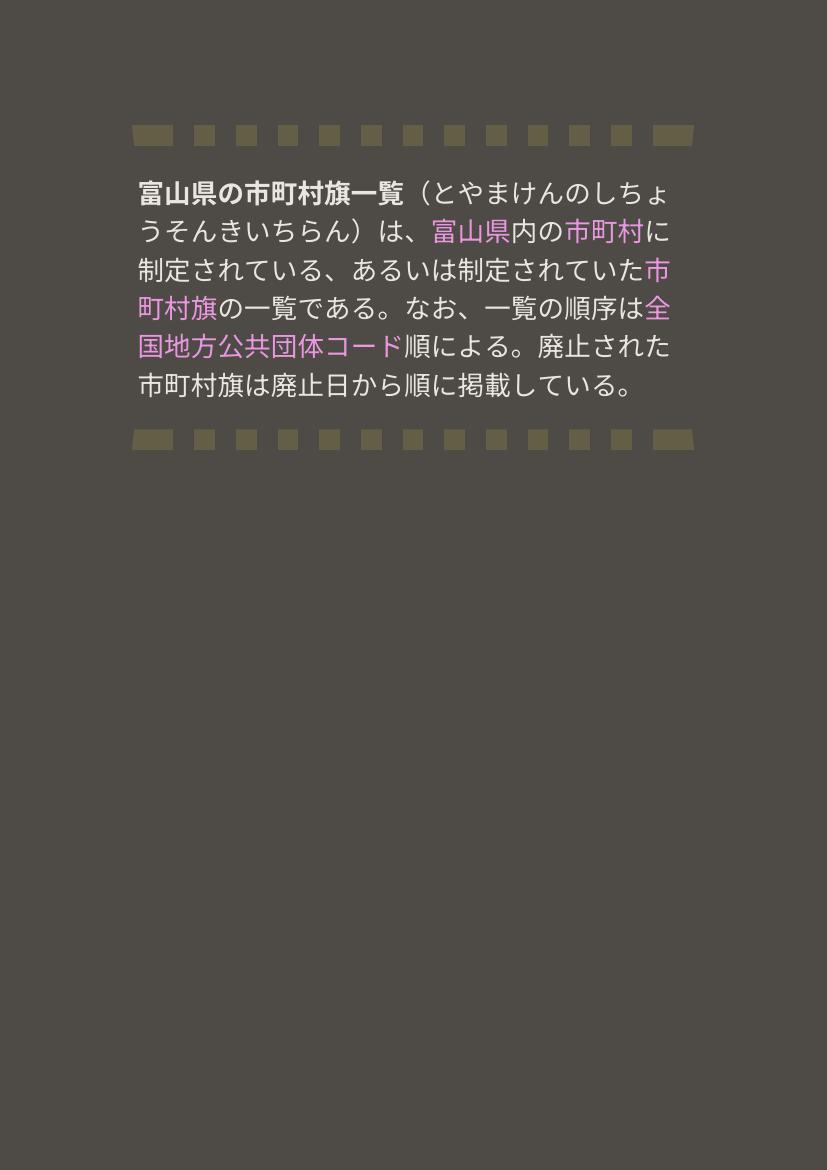 富山県の市町村旗一覧（とやまけんのしちょ
うそんきいちらん）は、富山県内の市町村に
制定されている、あるいは制定されていた市
町村旗の一覧である。なお、一覧の順序は全
国地方公共団体コード順による。廃止された
市町村旗は廃止日から順に掲載している。